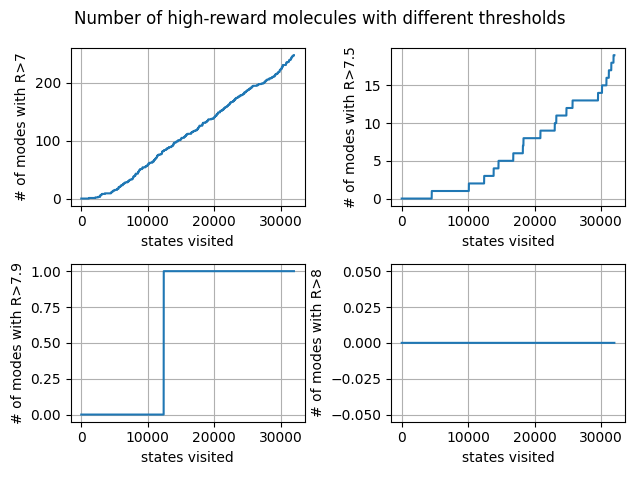 Number of high-reward molecules with different thresholds
# of modes with R>7
200
100
0
0 10000 20000 30000
states visited
# of modes with R>7.5
15
10
5
0
0 10000 20000 30000
states visited
# of modes with R>7.9
1.00
0.75
0.50
0.25
0.00
0 10000 20000 30000
states visited
# of modes with R>8
0.050
0.025
0.000
−0.025
−0.050
0 10000 20000 30000
states visited